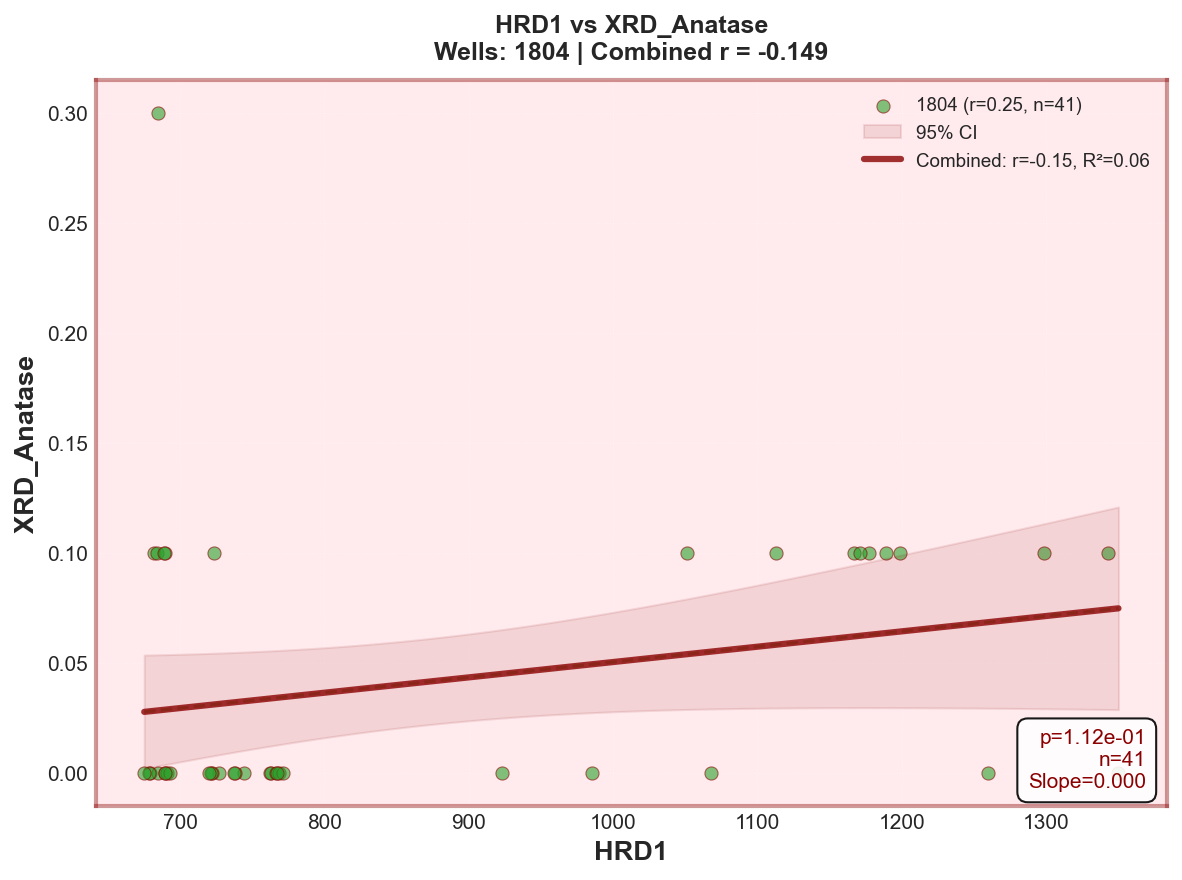 HRD1 vs XRD_Anatase
Wells: 1804 | Combined r = -0.149
1804 (r=0.25, n=41)
95% CI
Combined: r=-0.15, R²=0.06
XRD_Anatase
0.30
0.25
0.20
0.15
0.10
0.05
0.00
p=1.12e-01
n=41
Slope=0.000
700 800 900 1000 1100 1200 1300
HRD1